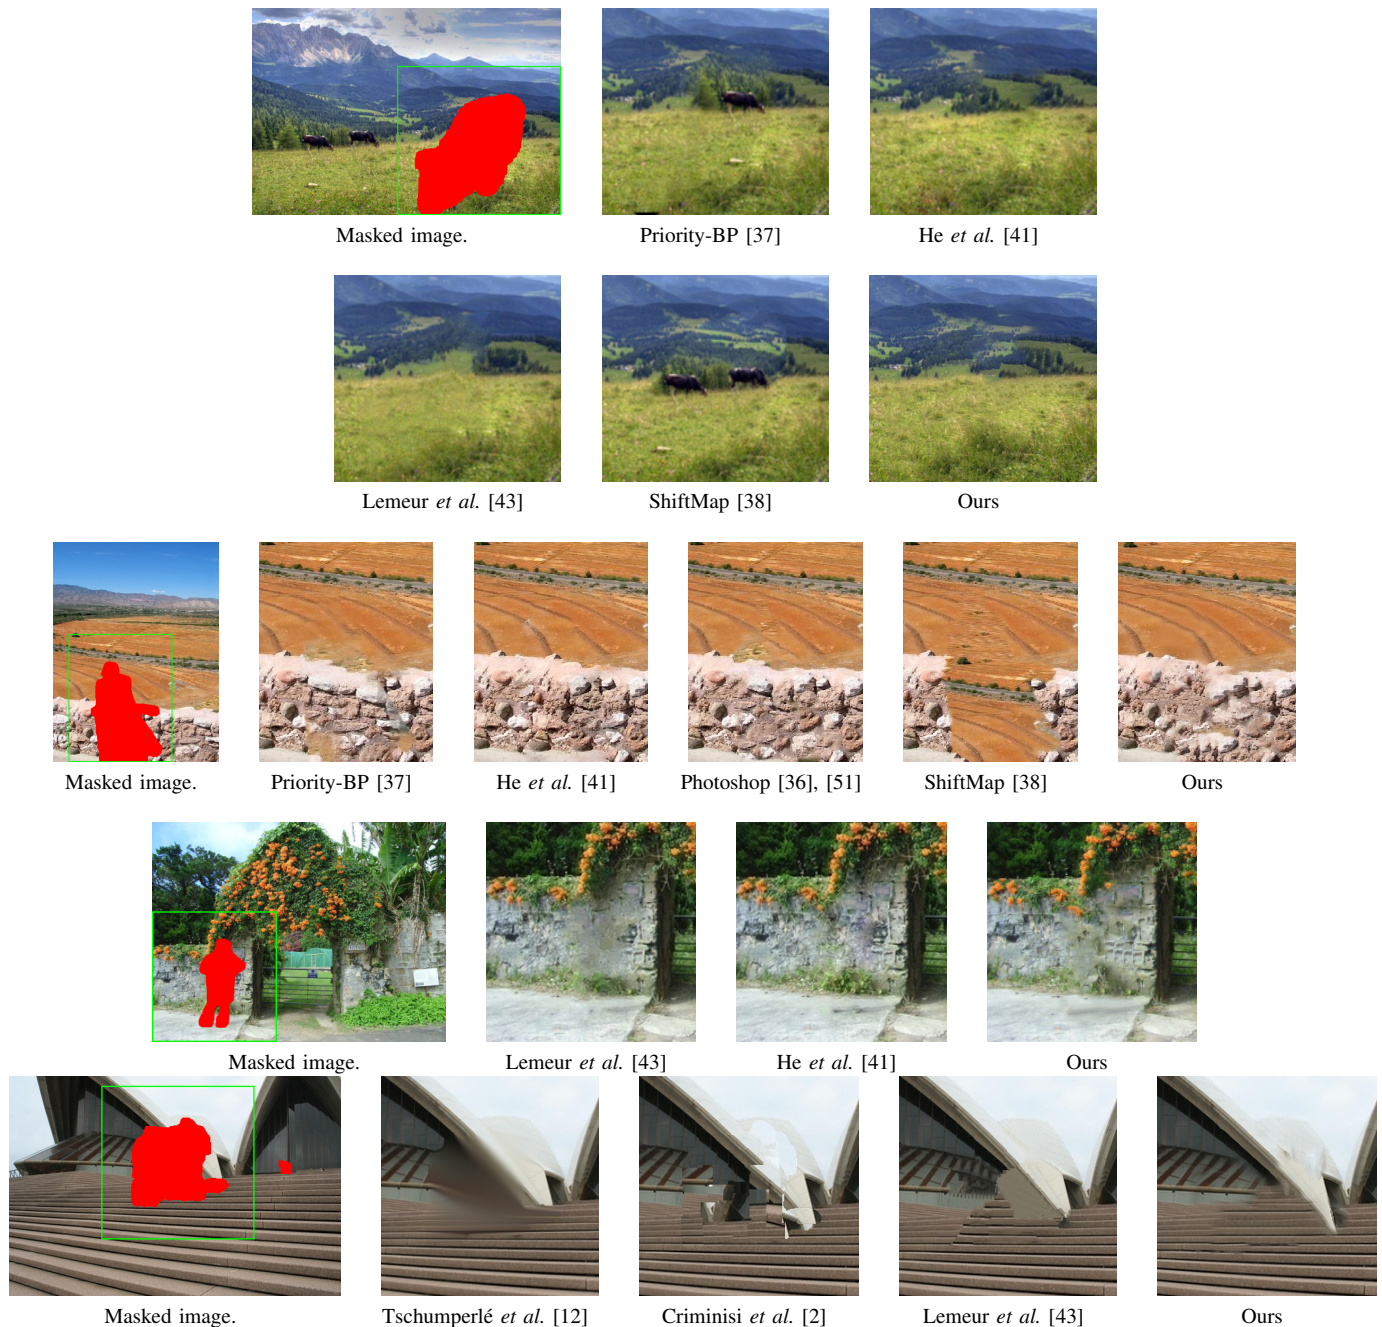 Masked image. Priority-BP [37] He et al. [41]
Lemeur et al. [43] ShiftMap [38] Ours
Masked image. Priority-BP [37] He et al. [41] Photoshop [36], [51] ShiftMap [38] Ours
Masked image. Lemeur et al. [43] He et al. [41] Ours
Masked image. Tschumperlé et al. [12] Criminisi et al. [2] Lemeur et al. [43] Ours